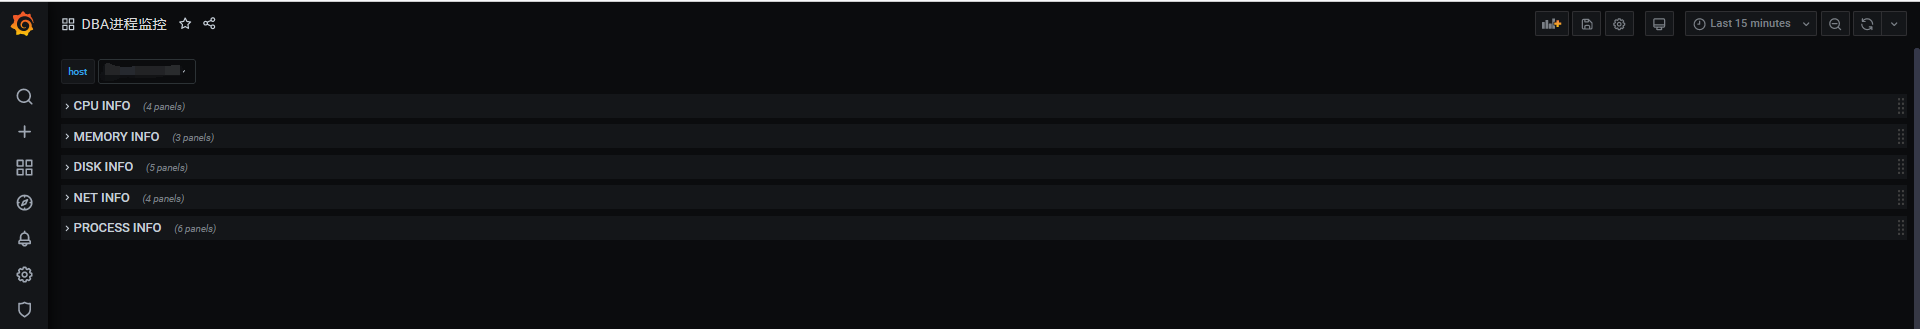 DBA进程监控
Last 15 minutes
host
CPU INFO (4 panels)
MEMORY INFO (3 panels)
DISK INFO (5 panels)
NET INFO (4 panels)
PROCESS INFO (6 panels)